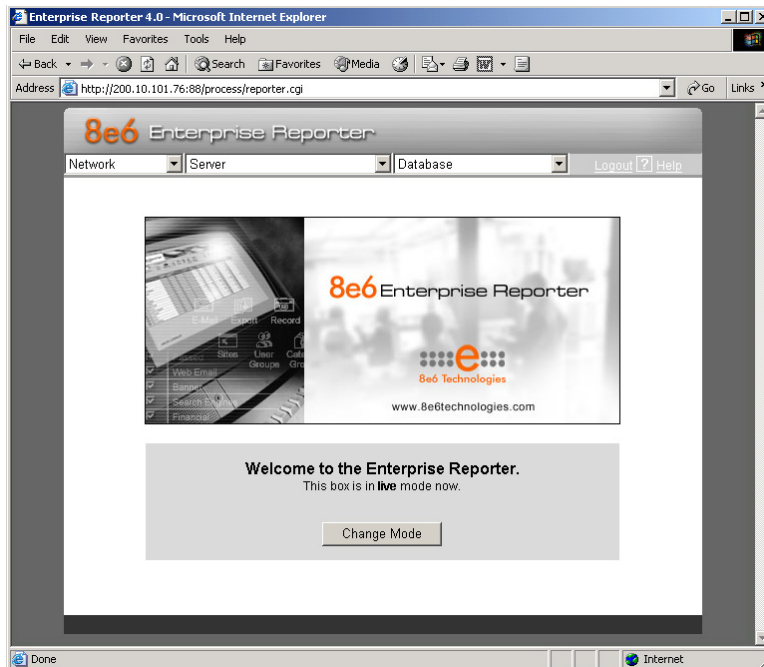 Enterprise Reporter 4.0 - Microsoft Internet Explorer
File Edit View Favorites Tools Help
Back Search Favorites Media
Address http://200.10.101.76:88/process/reporter.cgi Go Links
8e6 Enterprise Reporter
Network Server Database Logout ? Help
8e6 Enterprise Reporter
E-Mail Export Record
Sites User Groups
Web Email
Banner
Search Engine
Financial
8e6 Technologies
www.8e6technologies.com
Welcome to the Enterprise Reporter.
This box is in live mode now.
Change Mode
Done Internet